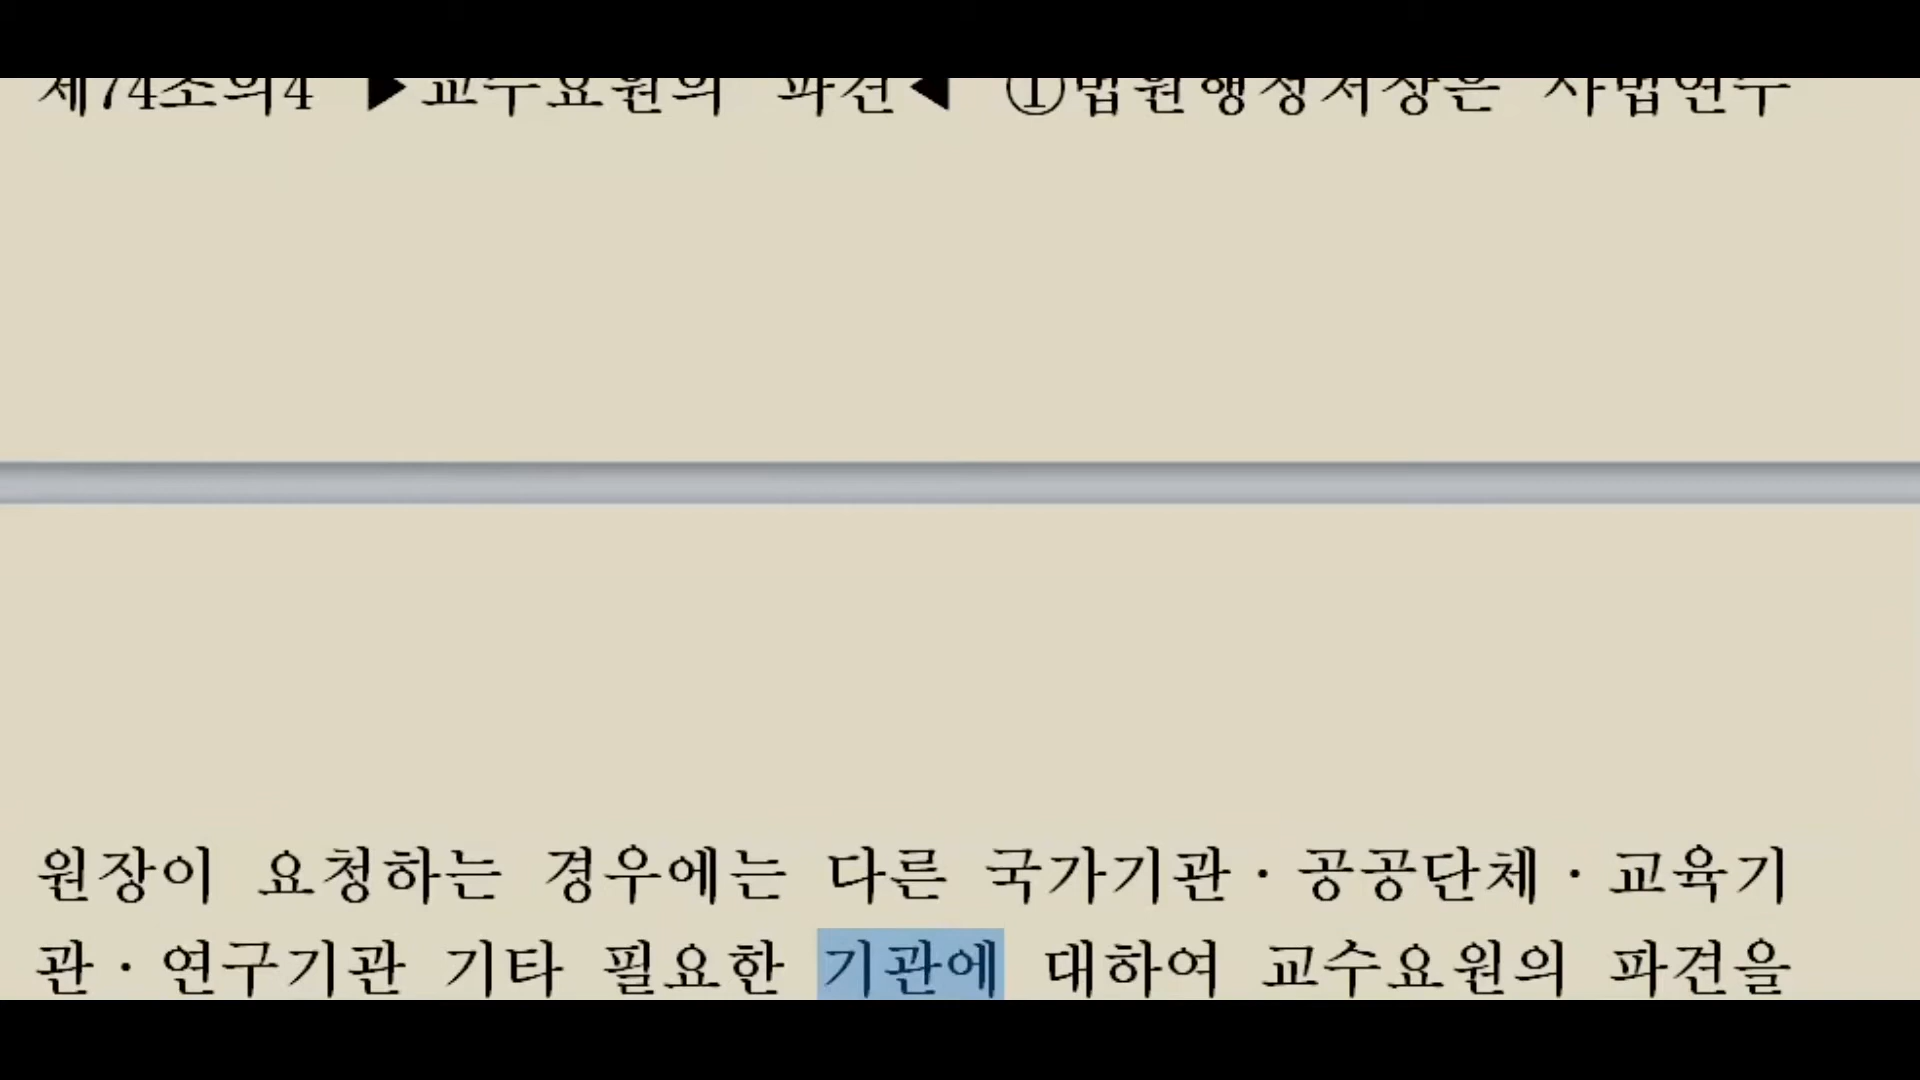 제74조의4 ▶교수요원의 파견◀ ①법원행정처장은 사법연수
원장이 요청하는 경우에는 다른 국가기관·공공단체·교육기
관·연구기관 기타 필요한 기관에 대하여 교수요원의 파견을